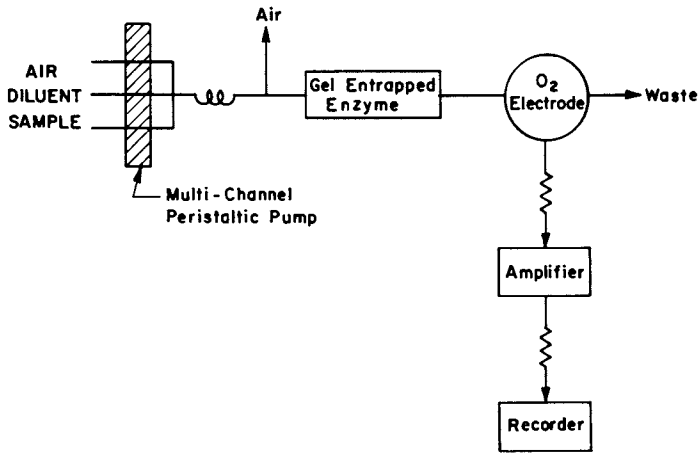 Air
AIR
DILUENT
SAMPLE
Gel Entrapped
Enzyme
O2
Electrode
Waste
Multi-Channel
Peristaltic Pump
Amplifier
Recorder